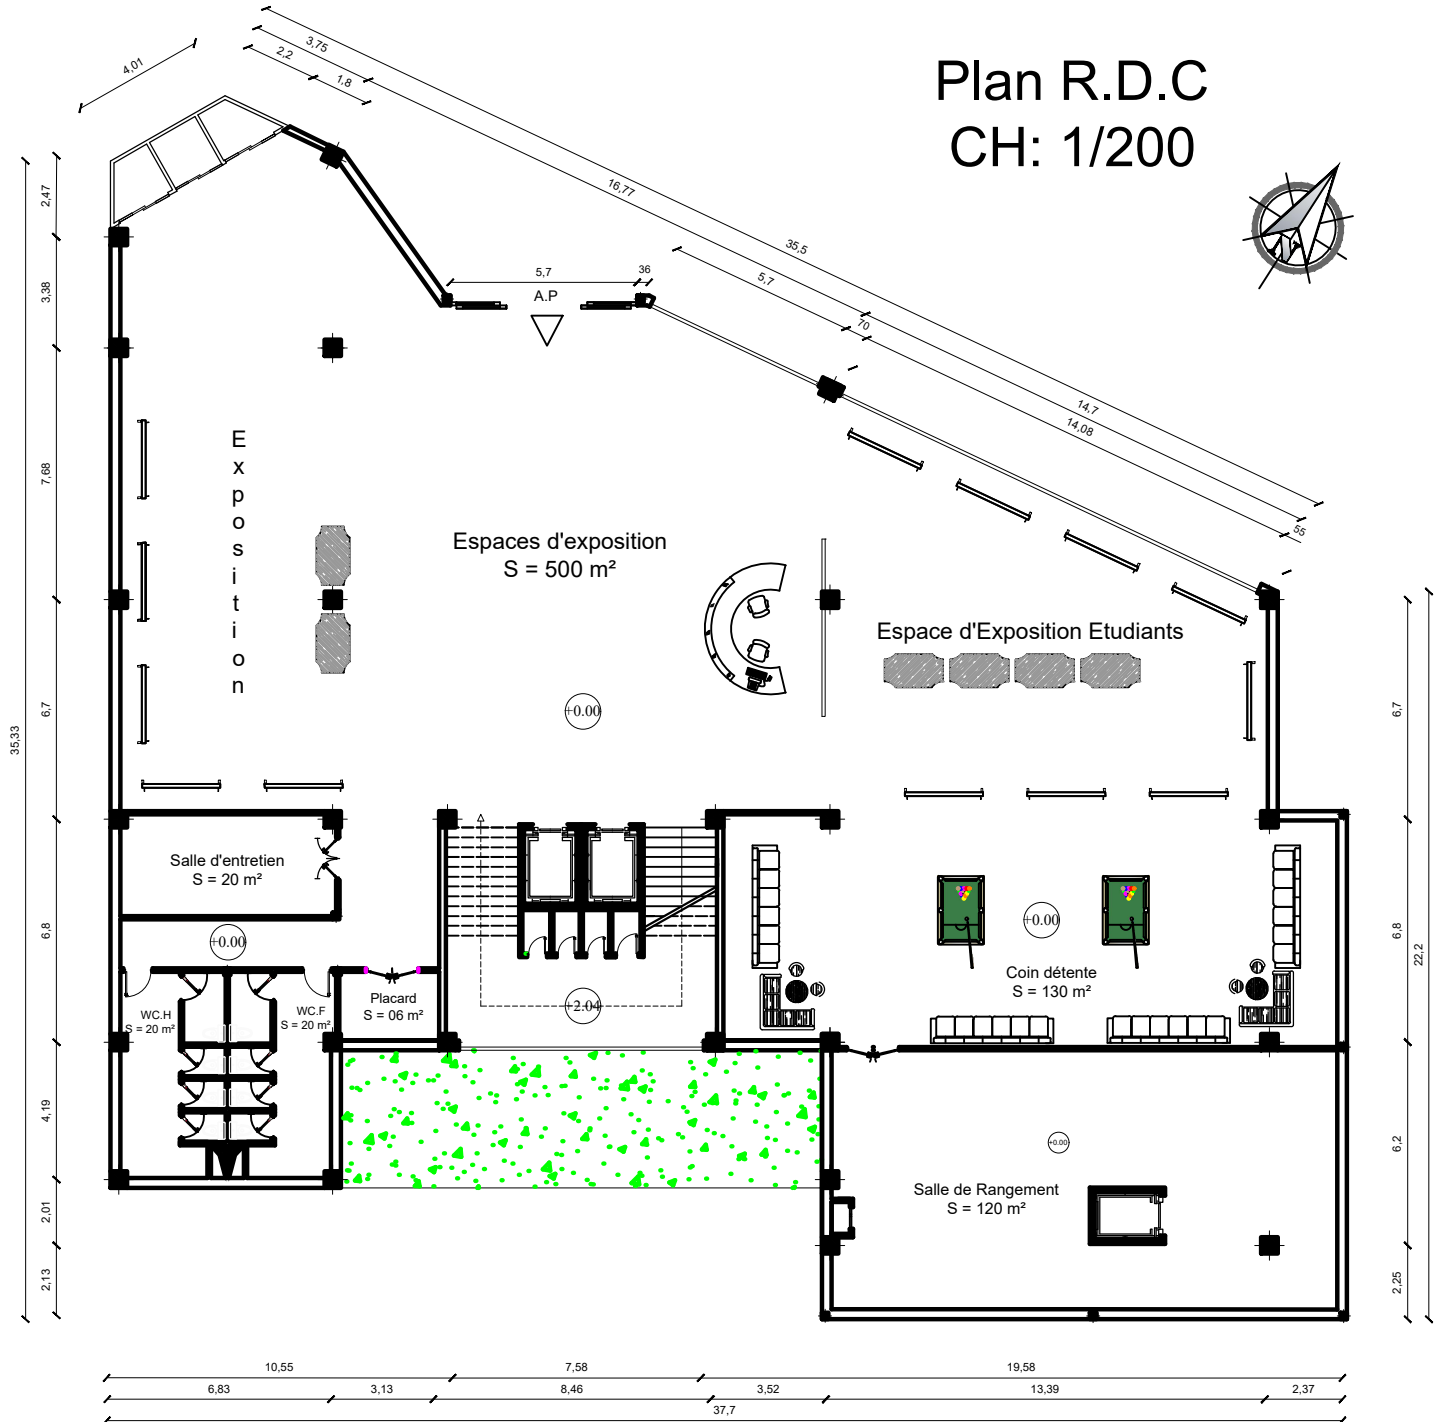 Plan R.D.C
CH: 1/200
4,01
3,75
2,2
1,8
16,77
35,5
5,7
36
A.P
5,7
70
14,7
14,08
55
2,47
3,38
7,68
6,7
35,33
6,8
4,19
2,01
2,13
Exposition
Espaces d'exposition
S = 500 m²
Espace d'Exposition Etudiants
+0.00
6,7
6,8
22,2
6,2
2,25
Salle d'entretien
S = 20 m²
+0.00
WC.H
S = 20 m²
WC.F
S = 20 m²
Placard
S = 06 m²
+2.04
+0.00
Coin détente
S = 130 m²
+0.00
Salle de Rangement
S = 120 m²
10,55
7,58
19,58
6,83
3,13
8,46
3,52
13,39
2,37
37,7